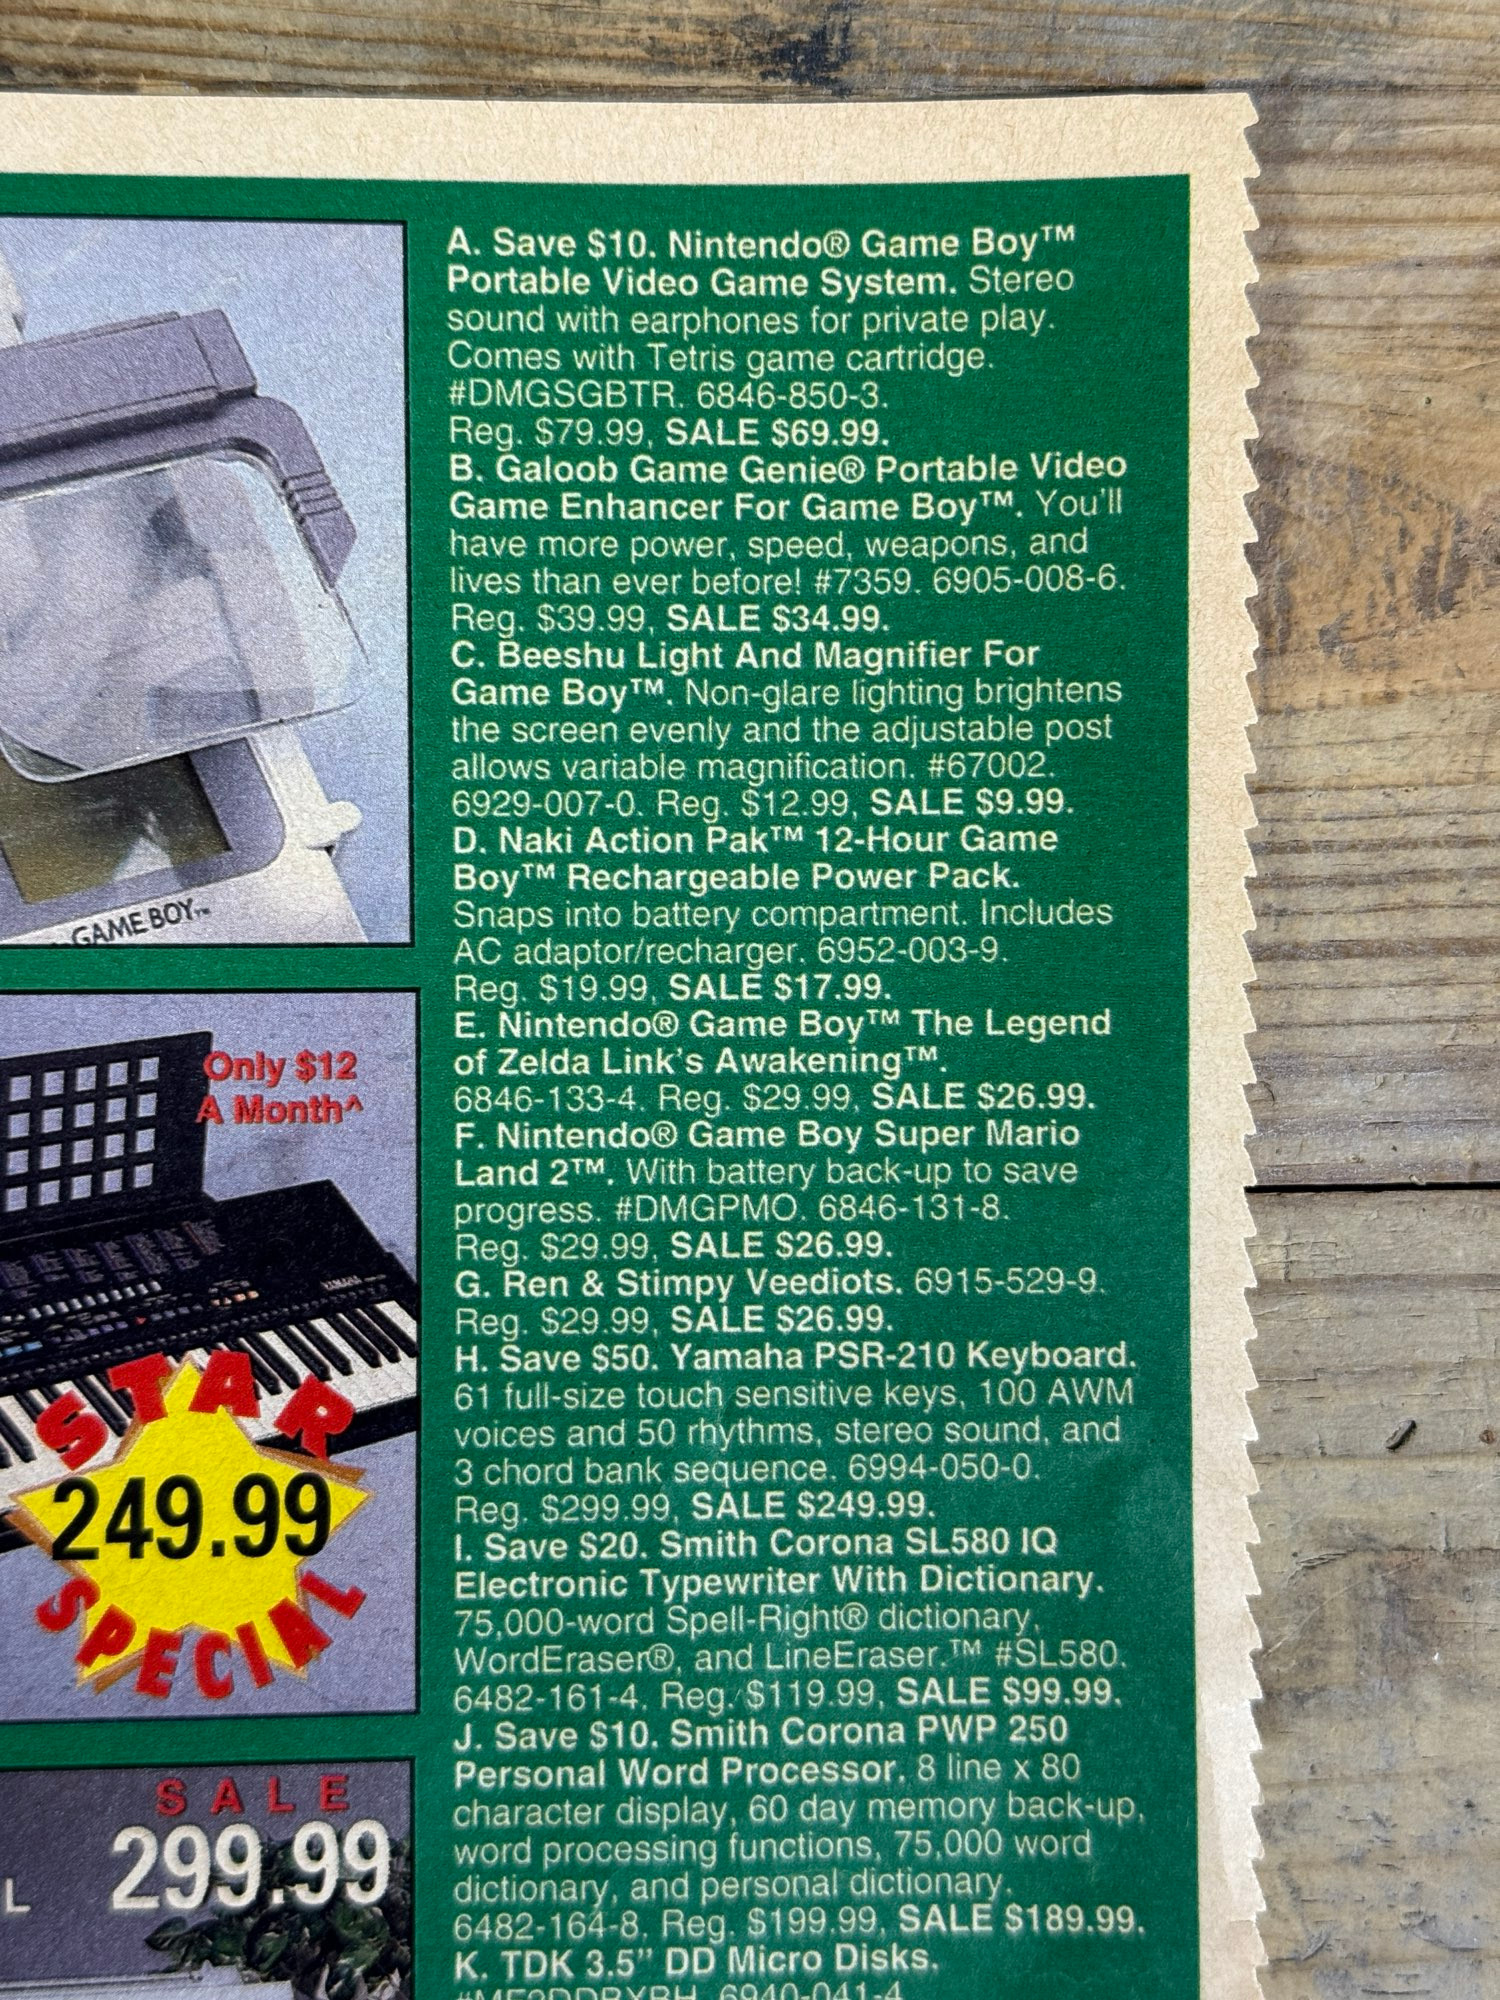 A. Save $10. Nintendo® Game Boy™
Portable Video Game System. Stereo
sound with earphones for private play.
Comes with Tetris game cartridge.
#DMGSGBTR. 6846-850-3.
Reg. $79.99, SALE $69.99.
B. Galoob Game Genie® Portable Video
Game Enhancer For Game Boy™. You'll
have more power, speed, weapons, and
lives than ever before! #7359. 6905-008-6.
Reg. $39.99, SALE $34.99.
C. Beeshu Light And Magnifier For
Game Boy™. Non-glare lighting brightens
the screen evenly and the adjustable post
allows variable magnification. #67002.
6929-007-0. Reg. $12.99, SALE $9.99.
D. Naki Action Pak™ 12-Hour Game
Boy™ Rechargeable Power Pack.
Snaps into battery compartment. Includes
AC adaptor/recharger. 6952-003-9.
Reg. $19.99, SALE $17.99.
E. Nintendo® Game Boy™ The Legend
of Zelda Link's Awakening™.
6846-133-4. Reg. $29.99, SALE $26.99.
F. Nintendo® Game Boy Super Mario
Land 2™. With battery back-up to save
progress. #DMGPMO. 6846-131-8.
Reg. $29.99, SALE $26.99.
G. Ren & Stimpy Veediots. 6915-529-9.
Reg. $29.99, SALE $26.99.
H. Save $50. Yamaha PSR-210 Keyboard.
61 full-size touch sensitive keys, 100 AWM
voices and 50 rhythms, stereo sound, and
3 chord bank sequence. 6994-050-0.
Reg. $299.99, SALE $249.99.
I. Save $20. Smith Corona SL580 IQ
Electronic Typewriter With Dictionary.
75,000-word Spell-Right® dictionary,
WordEraser®, and LineEraser.™ #SL580.
6482-161-4. Reg. $119.99, SALE $99.99.
J. Save $10. Smith Corona PWP 250
Personal Word Processor. 8 line x 80
character display, 60 day memory back-up,
word processing functions, 75,000 word
dictionary, and personal dictionary.
6482-164-8. Reg. $199.99, SALE $189.99.
K. TDK 3.5" DD Micro Disks.
6940-041-4
GAME BOY™
Only $12
A Month^
YAMAHA
STAR
249.99
SPECIAL
SALE
299.99
L